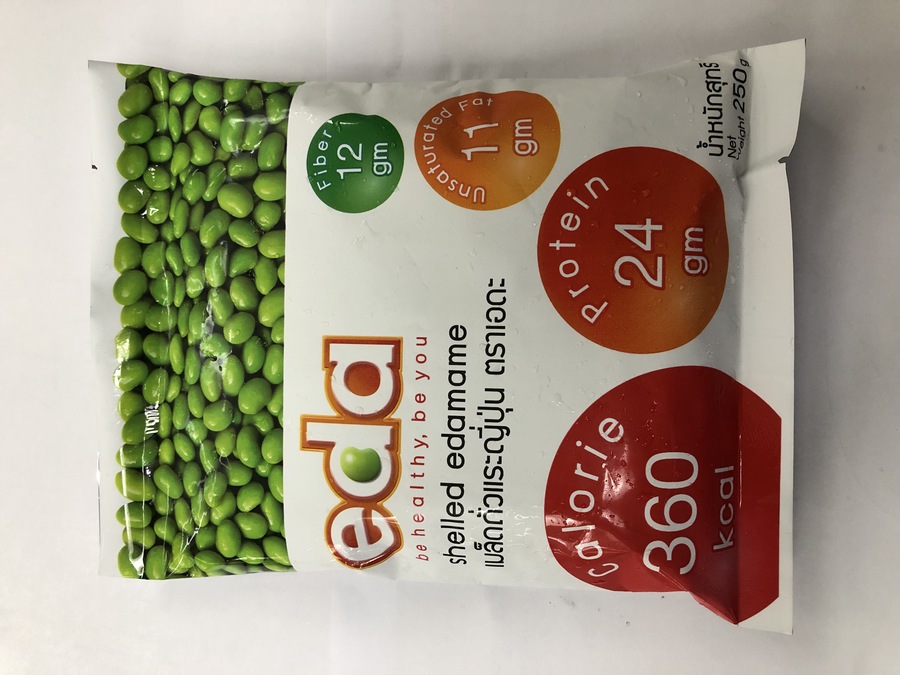 eda
be healthy, be you
shelled edamame
เมล็ดถั่วแระญี่ปุ่น ตราเอดะ
Fiber
12
gm
Unsaturated Fat
11
gm
Calorie
360
kcal
Protein
24
gm
น้ำหนักสุทธิ
Net
Weight 250 g